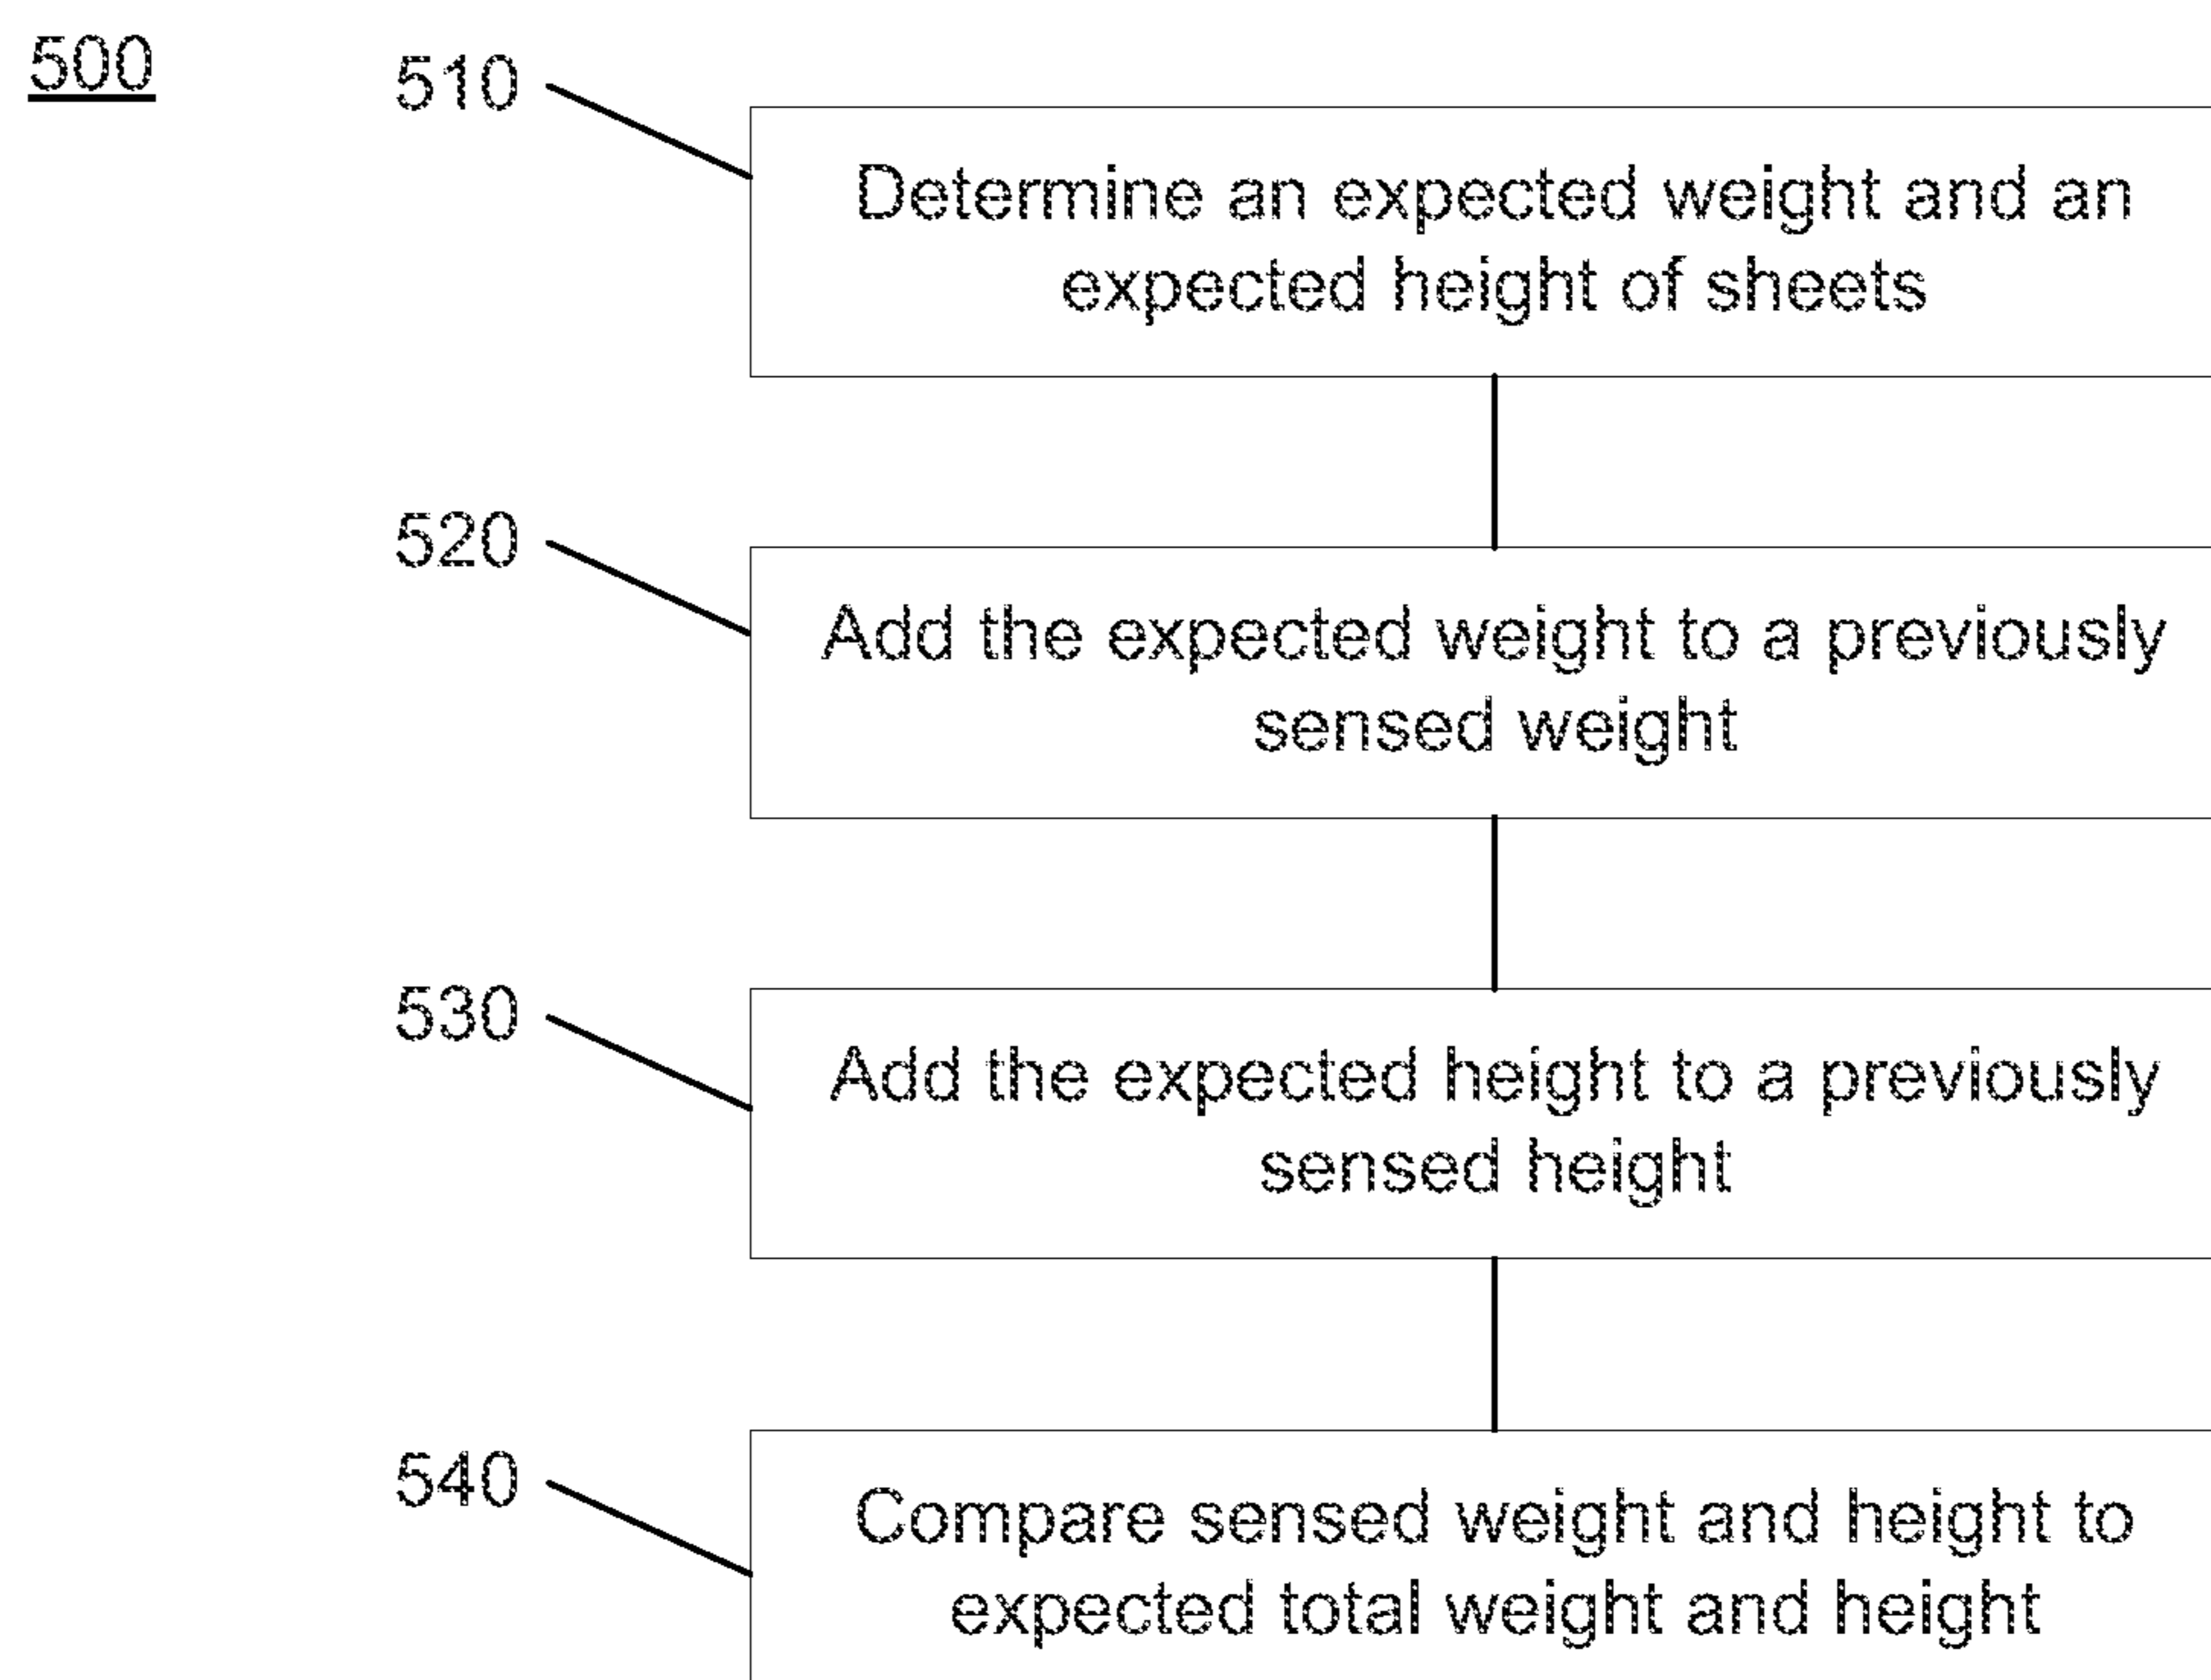 500
510
Determine an expected weight and an
expected height of sheets
520
Add the expected weight to a previously
sensed weight
530
Add the expected height to a previously
sensed height
540
Compare sensed weight and height to
expected total weight and height